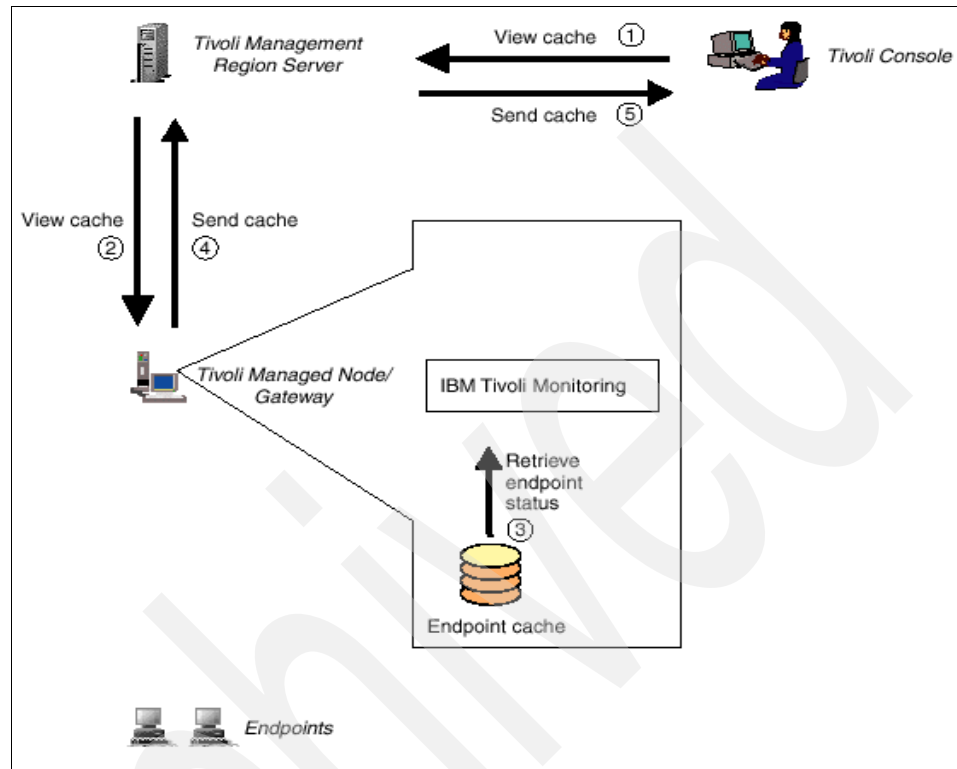 Tivoli Management
Region Server
View cache 1
Send cache 5
Tivoli Console
View cache
2
Send cache
4
Tivoli Managed Node/
Gateway
IBM Tivoli Monitoring
Retrieve
endpoint
status
3
Endpoint cache
Endpoints
hived